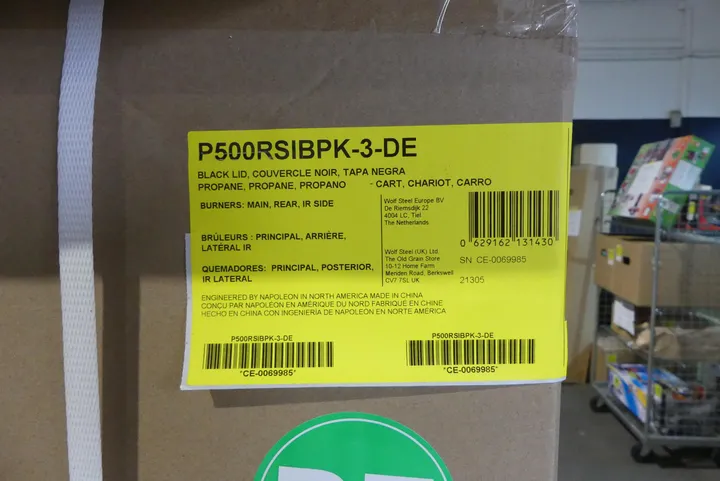 P500RSIBPK-3-DE
BLACK LID, COUVERCLE NOIR, TAPA NEGRA
PROPANE, PROPANE, PROPANO - CART, CHARIOT, CARRO
BURNERS: MAIN, REAR, IR SIDE
BRÛLEURS : PRINCIPAL, ARRIÈRE,
LATÉRAL IR
QUEMADORES: PRINCIPAL, POSTERIOR,
IR LATERAL
Wolf Steel Europe BV
De Riemsdijk 22
4004 LC, Tiel
The Netherlands
Wolf Steel (UK) Ltd.
The Old Grain Store
10-12 Home Farm
Meriden Road, Berkswell
CV7 7SL UK
0 629162 131430
SN: CE-0069985
21305
ENGINEERED BY NAPOLEON IN NORTH AMERICA MADE IN CHINA
CONÇU PAR NAPOLÉON EN AMÉRIQUE DU NORD FABRIQUE EN CHINE
HECHO EN CHINA CON INGENIERÍA DE NAPOLEÓN EN NORTE AMÉRICA
P500RSIBPK-3-DE
*CE-0069985*
P500RSIBPK-3-DE
*CE-0069985*